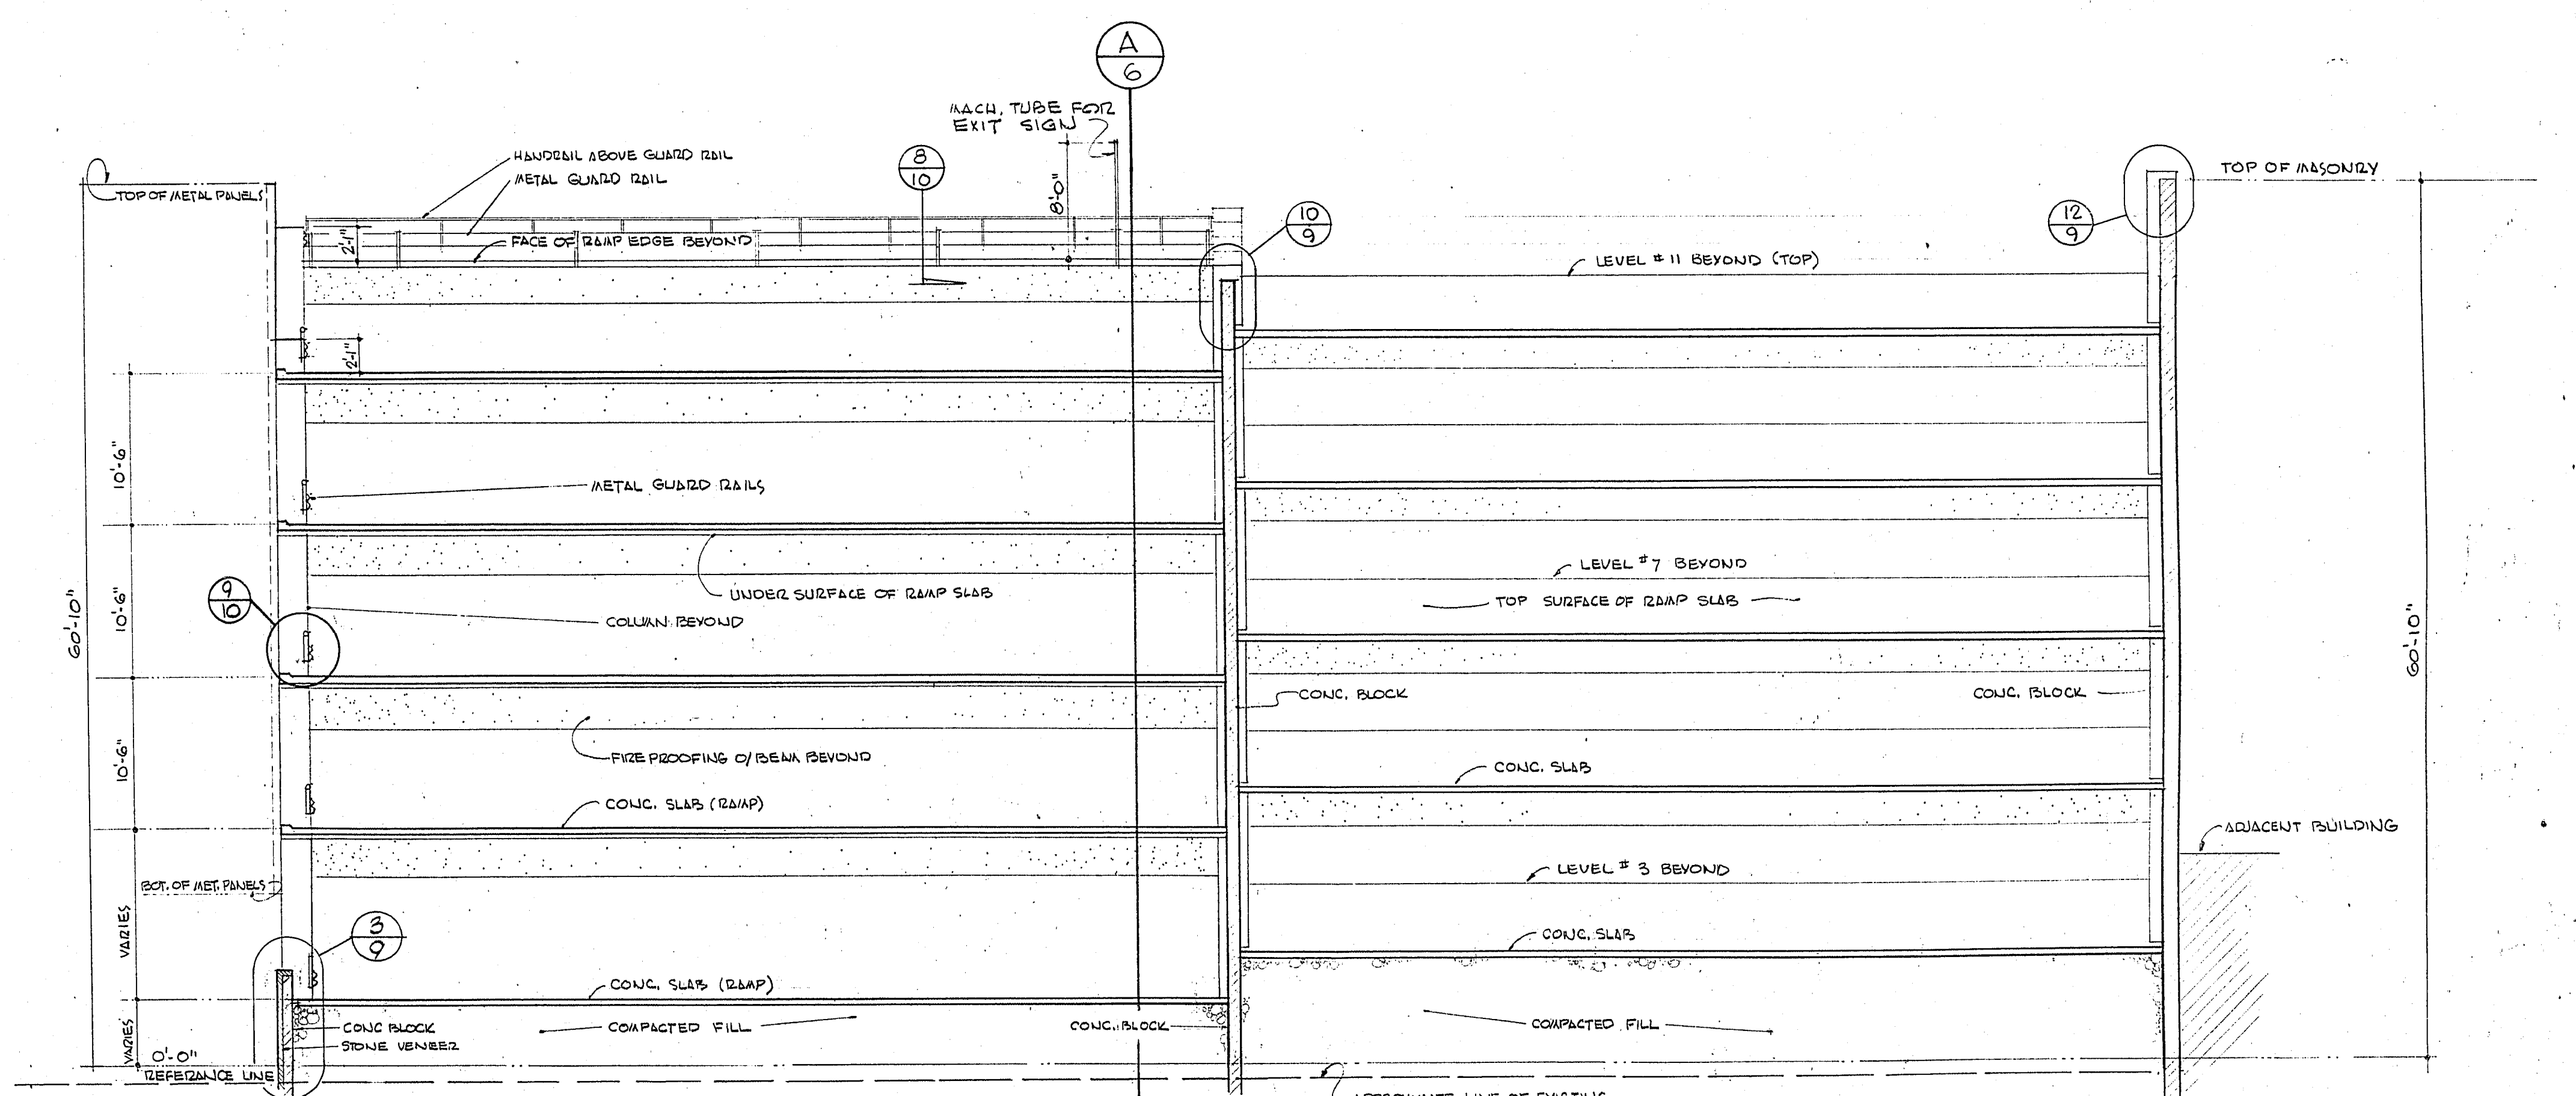 A
6
MACH. TUBE FOR
EXIT SIGN
HANDRAIL ABOVE GUARD RAIL
METAL GUARD RAIL
8
10
8'-0"
TOP OF METAL PANELS
TOP OF MASONRY
2'-1"
FACE OF RAMP EDGE BEYOND
10
9
12
9
LEVEL #11 BEYOND (TOP)
2'-1"
10'-6"
METAL GUARD RAILS
LEVEL #7 BEYOND
UNDER SURFACE OF RAMP SLAB
TOP SURFACE OF RAMP SLAB
9
10
10'-6"
60'-10"
COLUMN BEYOND
60'-10"
CONC. BLOCK
CONC. BLOCK
10'-6"
FIREPROOFING O/BEAM BEYOND
CONC. SLAB
CONC. SLAB (RAMP)
ADJACENT BUILDING
LEVEL # 3 BEYOND
BOT. OF MET. PANELS
VARIES
3
9
CONC. SLAB
CONC. SLAB (RAMP)
CONC BLOCK
COMPACTED FILL
CONC. BLOCK
COMPACTED FILL
STONE VENEER
VARIES
0'-0"
REFERANCE LINE